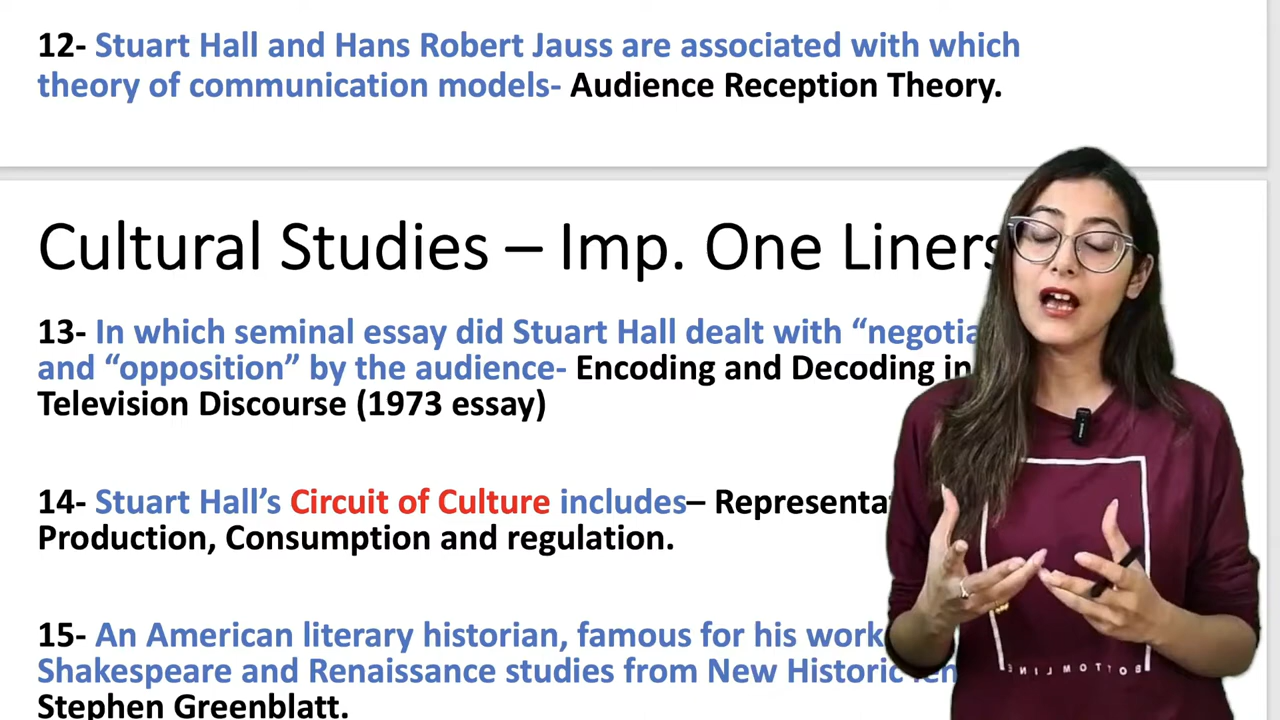 12- Stuart Hall and Hans Robert Jauss are associated with which
theory of communication models- Audience Reception Theory.
Cultural Studies – Imp. One Liners
13- In which seminal essay did Stuart Hall dealt with “negotia
and “opposition” by the audience- Encoding and Decoding in
Television Discourse (1973 essay)
14- Stuart Hall’s Circuit of Culture includes– Representa
Production, Consumption and regulation.
15- An American literary historian, famous for his work
Shakespeare and Renaissance studies from New Historic
Stephen Greenblatt.
BOTTOMLINE